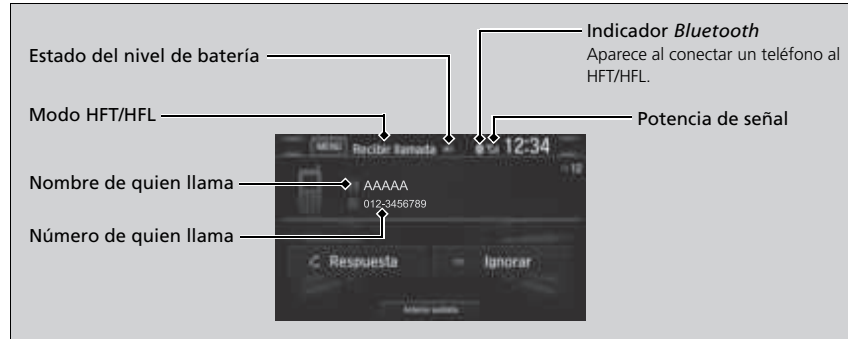 Indicador Bluetooth
Aparece al conectar un teléfono al
HFT/HFL.
Estado del nivel de batería
Modo HFT/HFL
Potencia de señal
MENU Recibir llamada 12:34
Nombre de quien llama
AAAAA
012-3456789
Número de quien llama
Respuesta
Ignorar